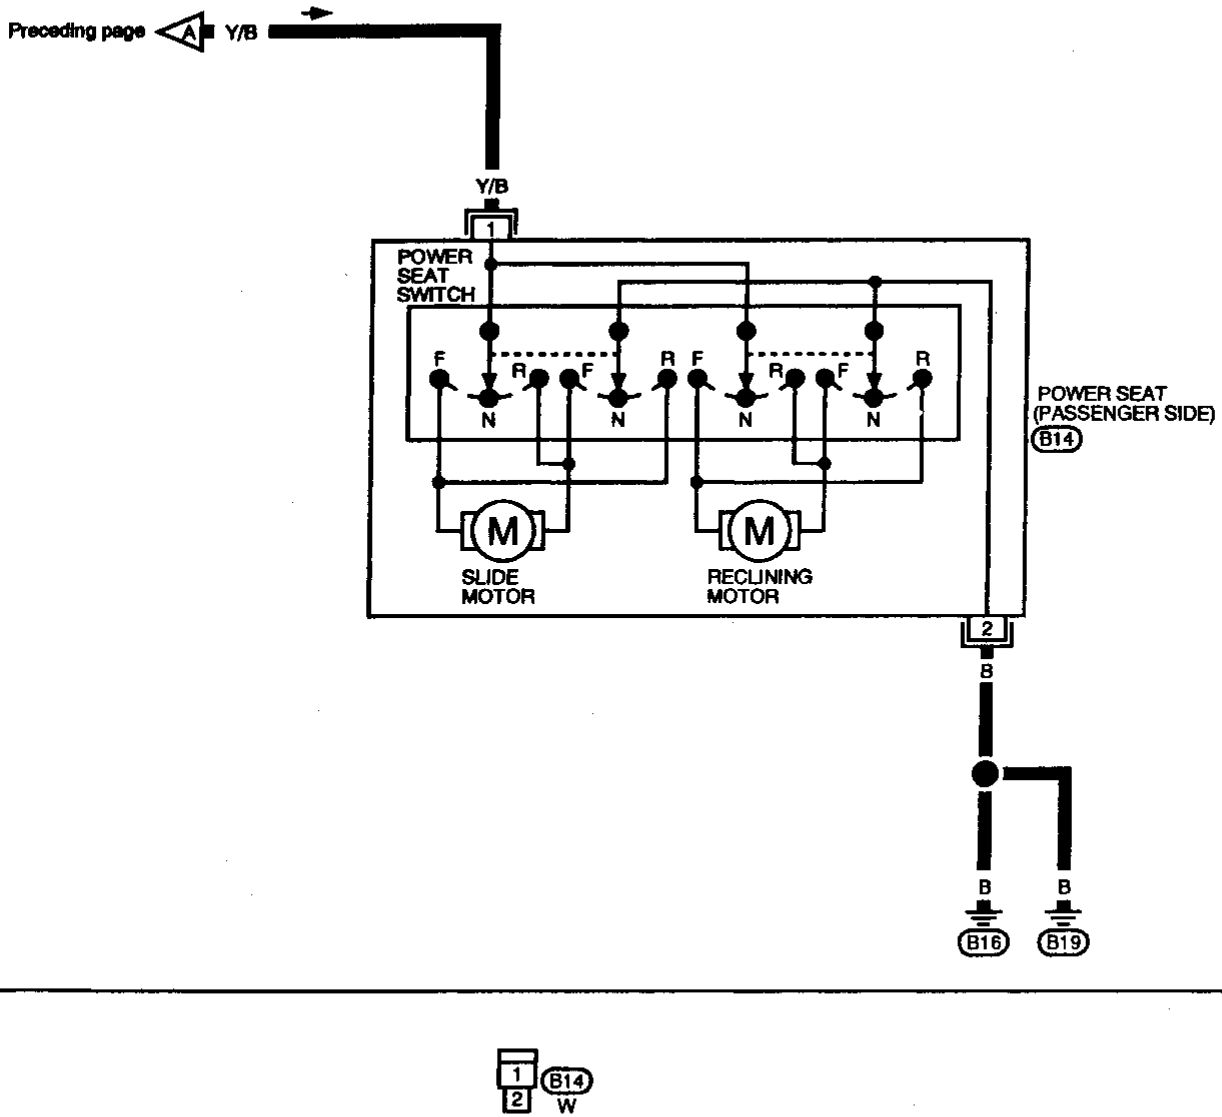 Preceding page A Y/B
Y/B
1
POWER
SEAT
SWITCH
F R F R F R F R
N N N N
POWER SEAT
(PASSENGER SIDE)
B14
M M
SLIDE
MOTOR
RECLINING
MOTOR
2
B
B B
B16 B19
1 B14
2 W